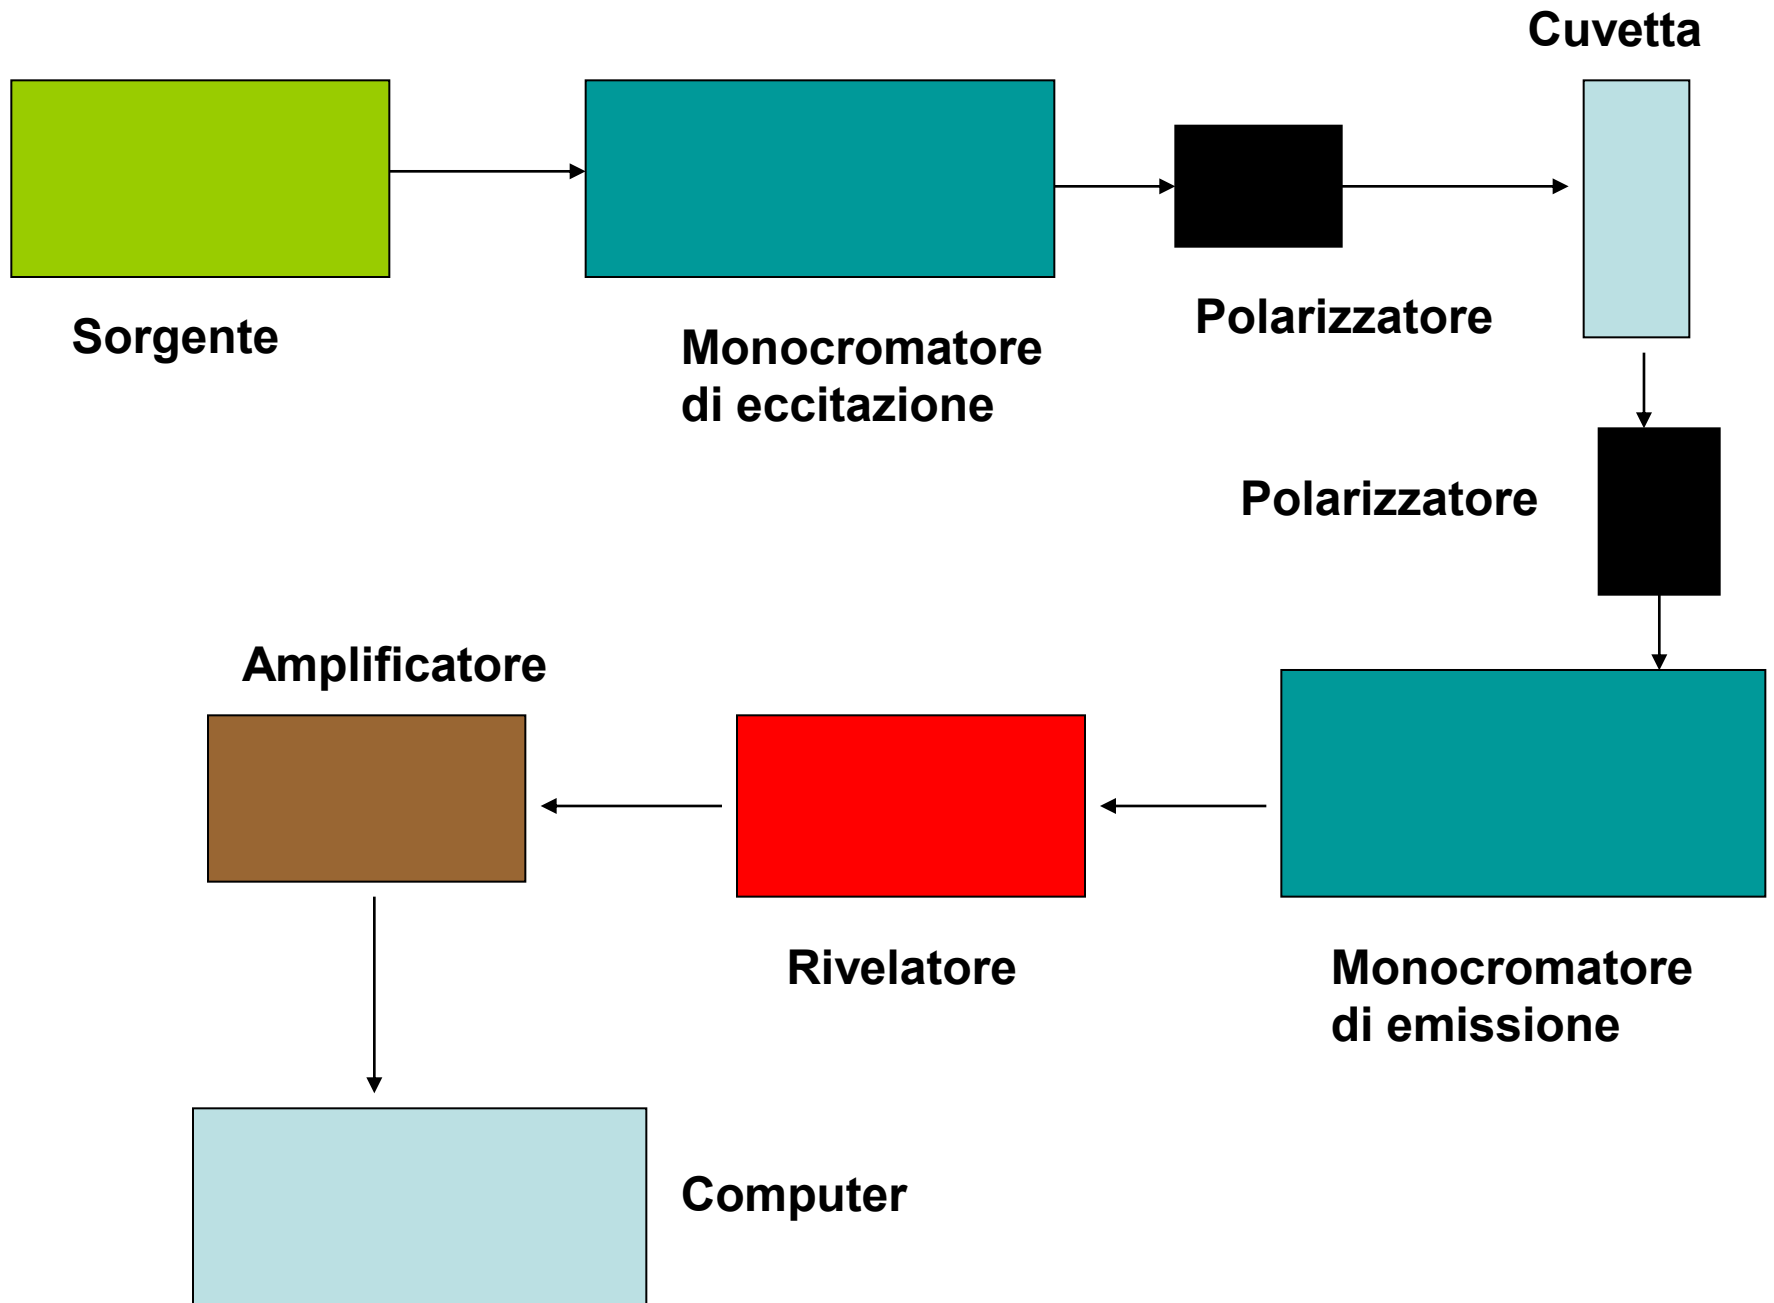 Cuvetta
Sorgente
Monocromatore
di eccitazione
Polarizzatore
Polarizzatore
Amplificatore
Rivelatore
Monocromatore
di emissione
Computer